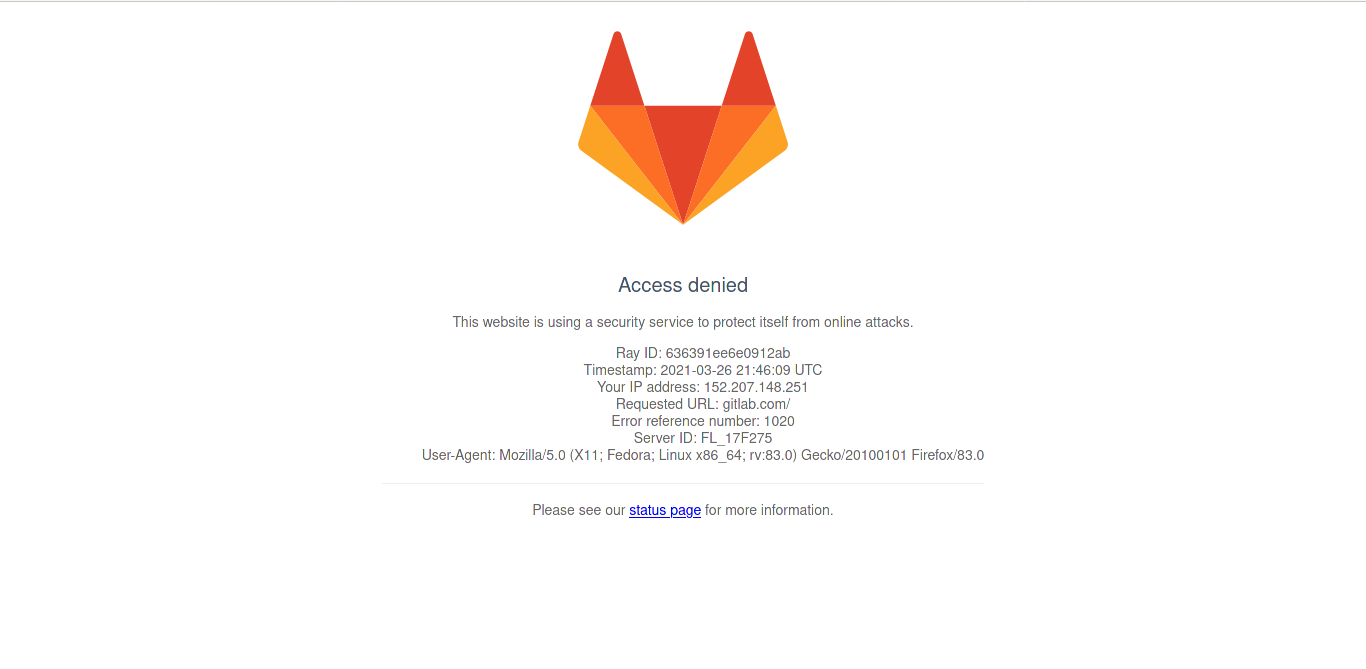 Access denied
This website is using a security service to protect itself from online attacks.
Ray ID: 636391ee6e0912ab
Timestamp: 2021-03-26 21:46:09 UTC
Your IP address: 152.207.148.251
Requested URL: gitlab.com/
Error reference number: 1020
Server ID: FL_17F275
User-Agent: Mozilla/5.0 (X11; Fedora; Linux x86_64; rv:83.0) Gecko/20100101 Firefox/83.0
Please see our status page for more information.